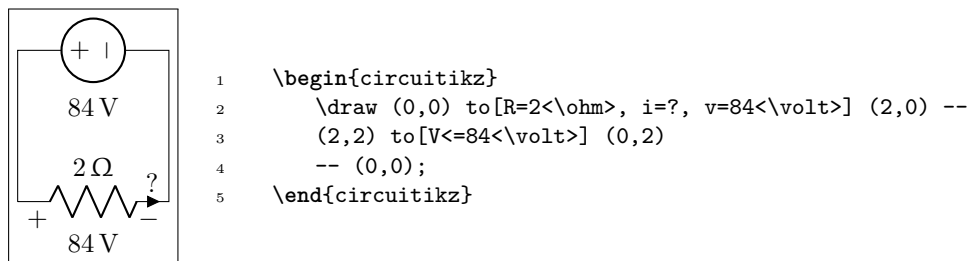 + −
84 V
2 Ω
?
+ −
84 V
1 \begin{circuitikz}
2 \draw (0,0) to[R=2<\ohm>, i=?, v=84<\volt>] (2,0) --
3 (2,2) to[V<=84<\volt>] (0,2)
4 -- (0,0);
5 \end{circuitikz}